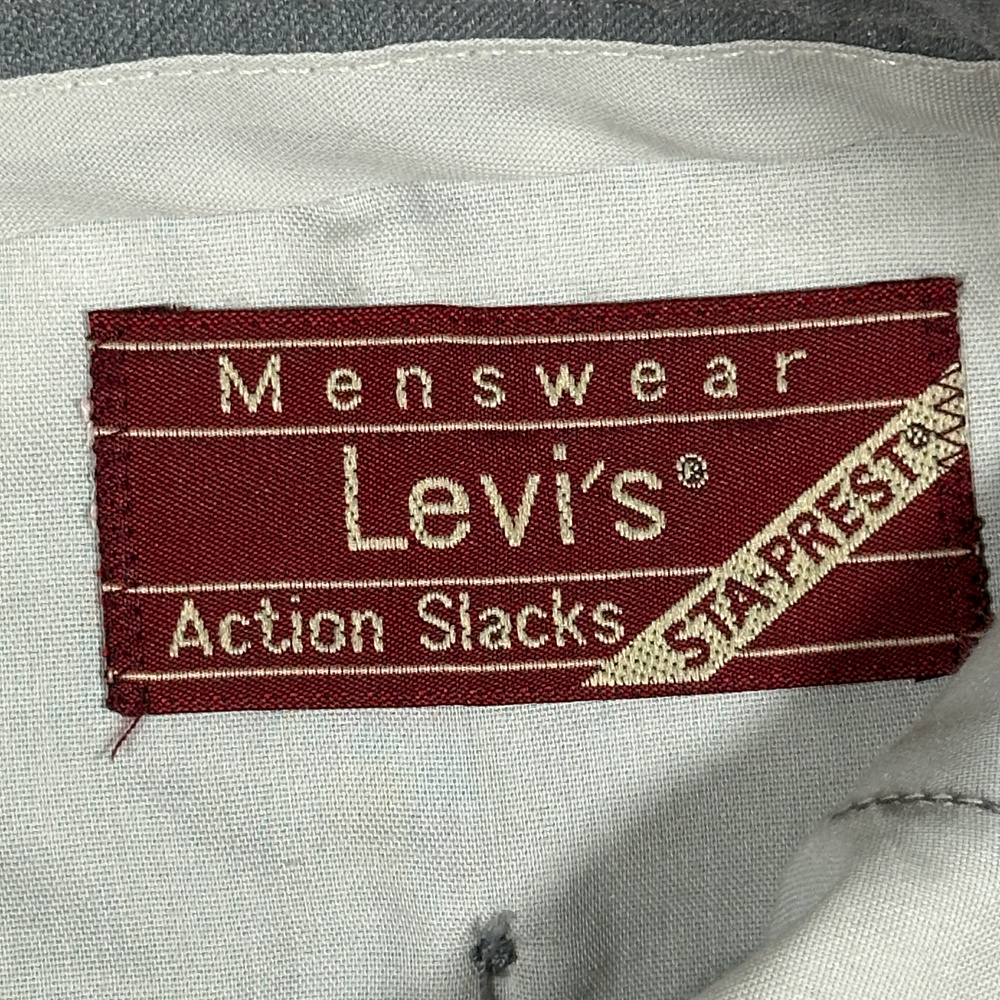 Menswear
Levi's®
Action Slacks
STA-PREST®